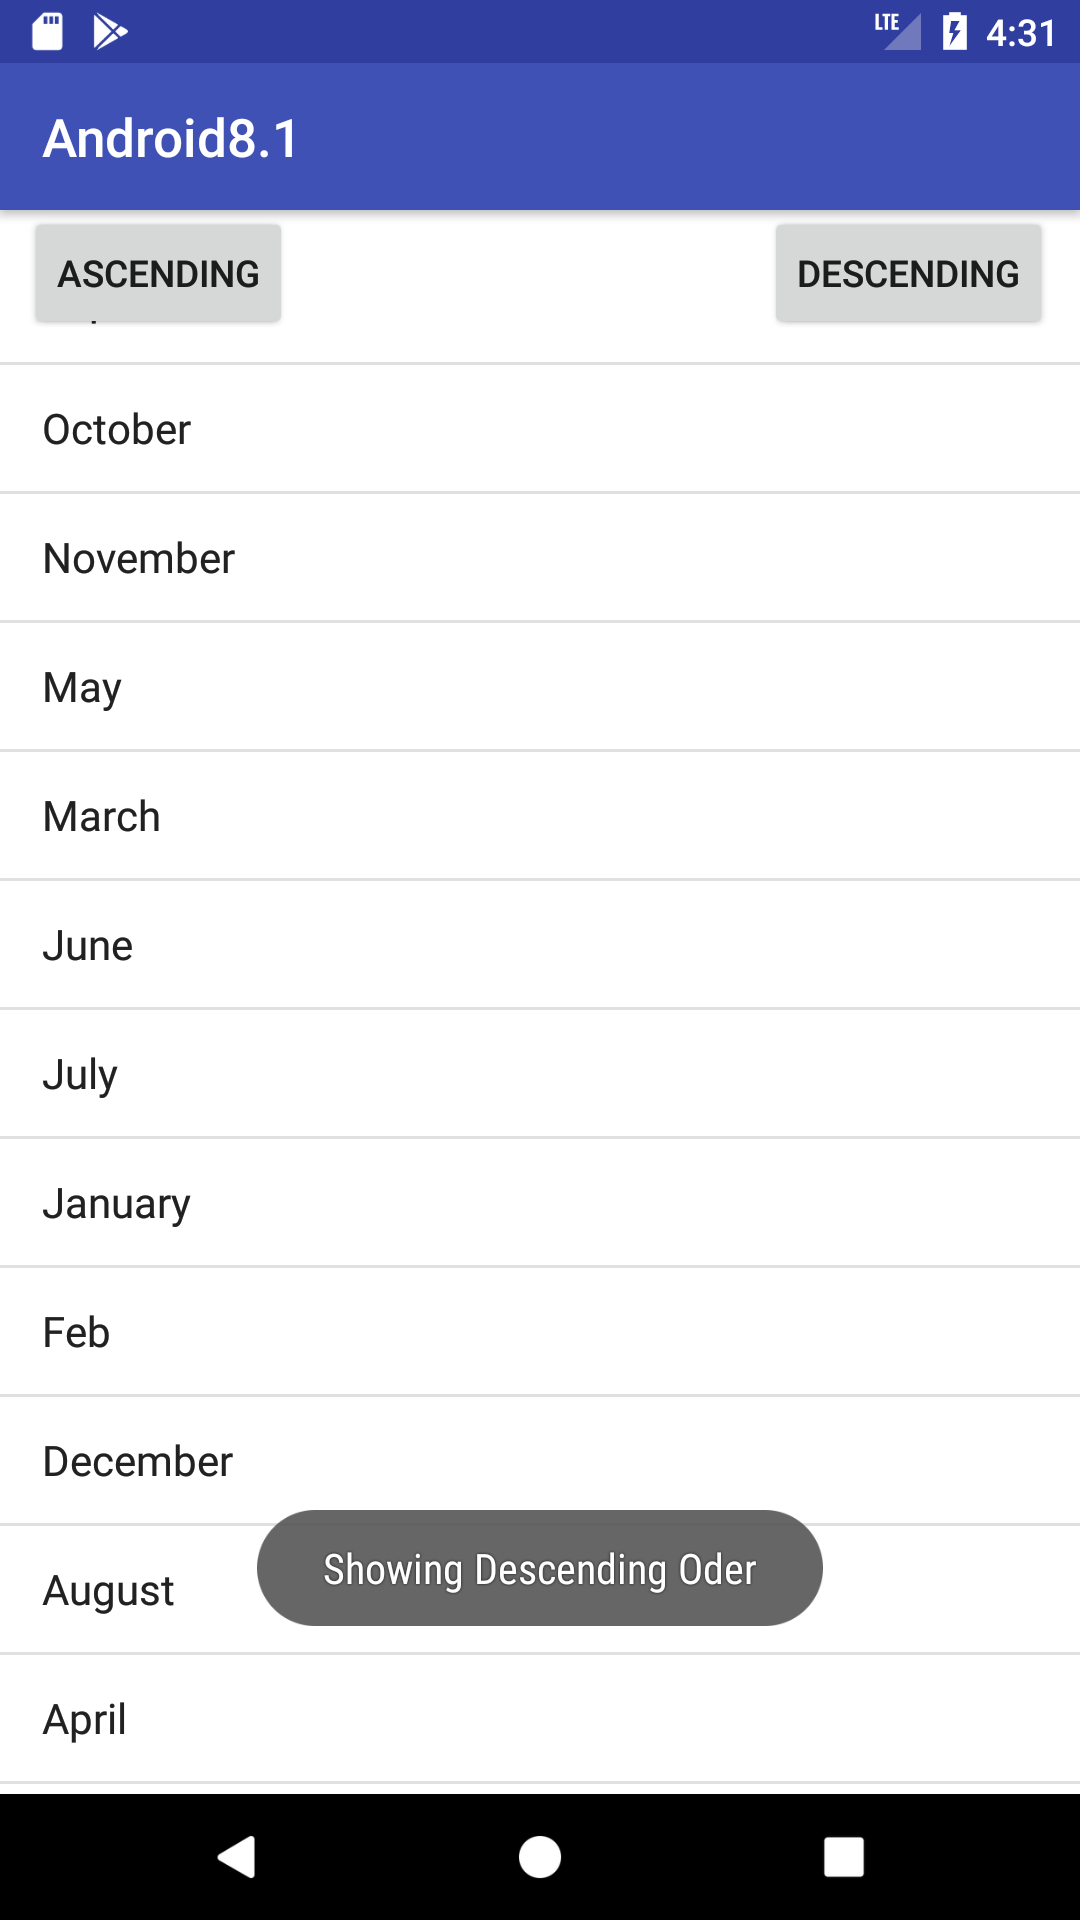 LTE 4:31
Android8.1
ASCENDING DESCENDING
October
November
May
March
June
July
January
Feb
December
August
Showing Descending Oder
April